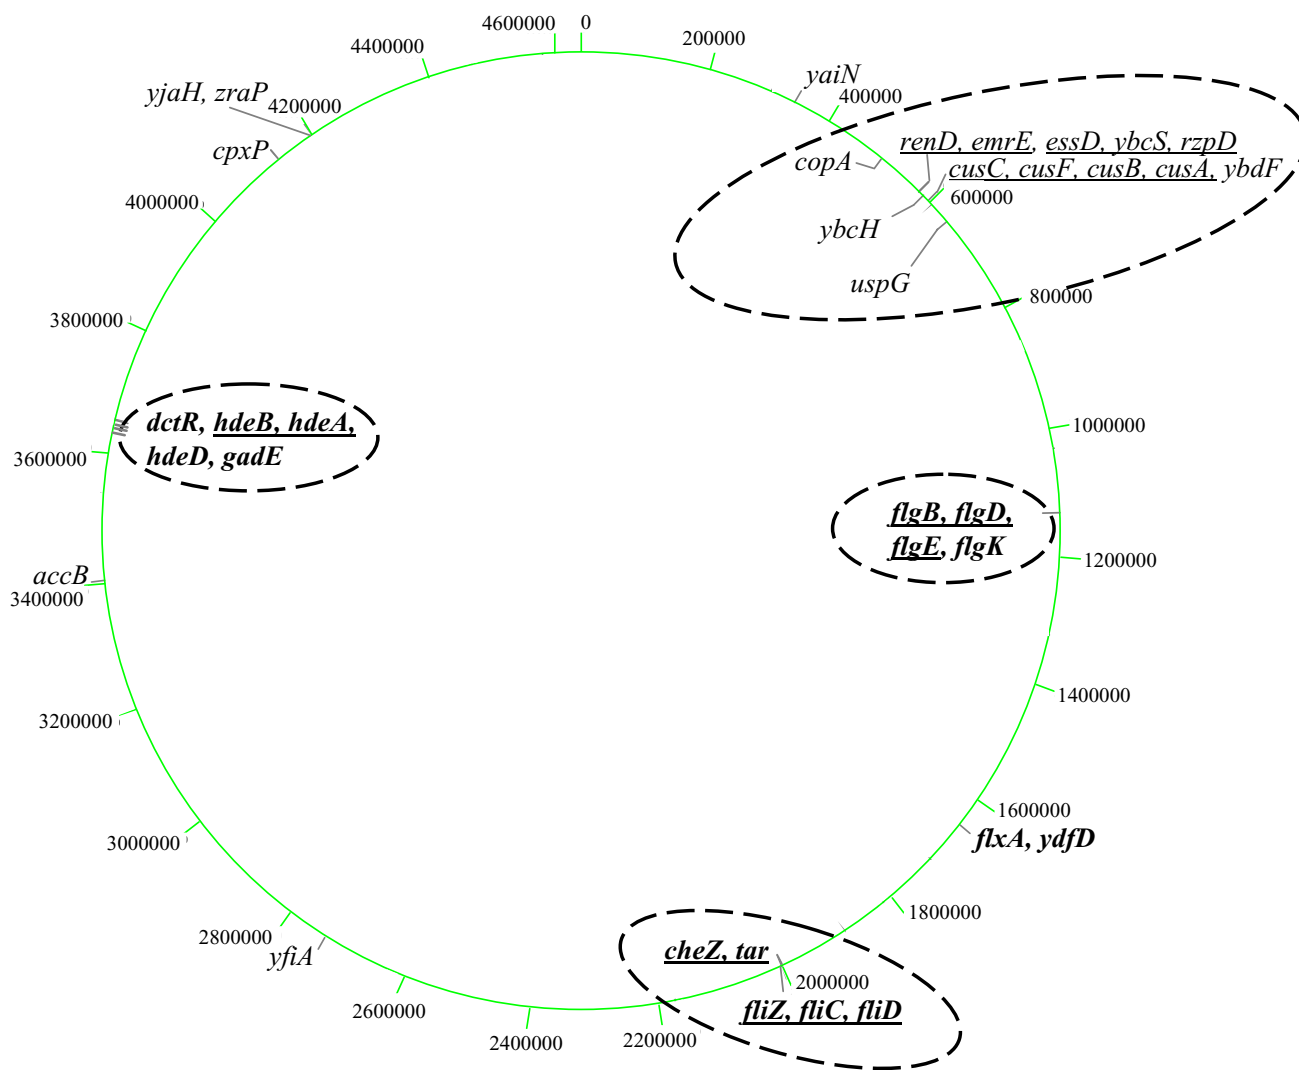 4600000
0
200000
4400000
yaiN
400000
yjaH, zraP
4200000
cpxP
renD, emrE, essD, ybcS, rzpD
copA
cusC, cusF, cusB, cusA, ybdF
600000
4000000
ybcH
uspG
800000
3800000
dctR, hdeB, hdeA,
hdeD, gadE
1000000
3600000
flgB, flgD,
flgE, flgK
1200000
accB
3400000
1400000
3200000
1600000
flxA, ydfD
3000000
1800000
2800000
yfiA
cheZ, tar
2000000
fliZ, fliC, fliD
2600000
2400000
2200000